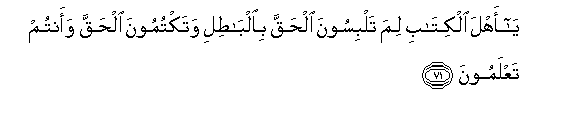 يَـٰٓأَهْلَ ٱلْكِتَـٰبِ لِمَ تَلْبِسُونَ ٱلْحَقَّ بِٱلْبَـٰطِلِ وَتَكْتُمُونَ ٱلْحَقَّ وَأَنتُمْ
تَعْلَمُونَ ٧١